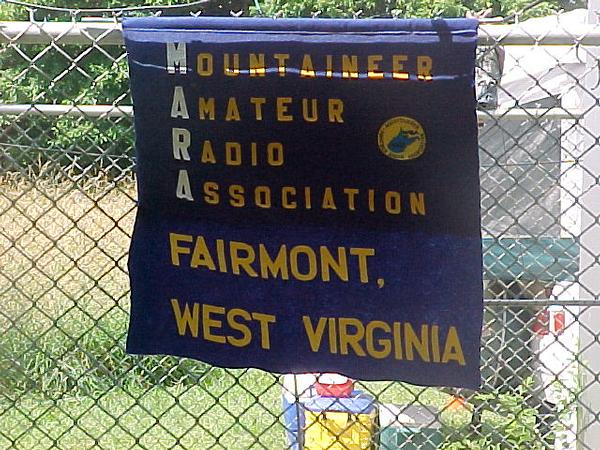 MOUNTAINEER
AMATEUR
RADIO
ASSOCIATION
FAIRMONT,
WEST VIRGINIA